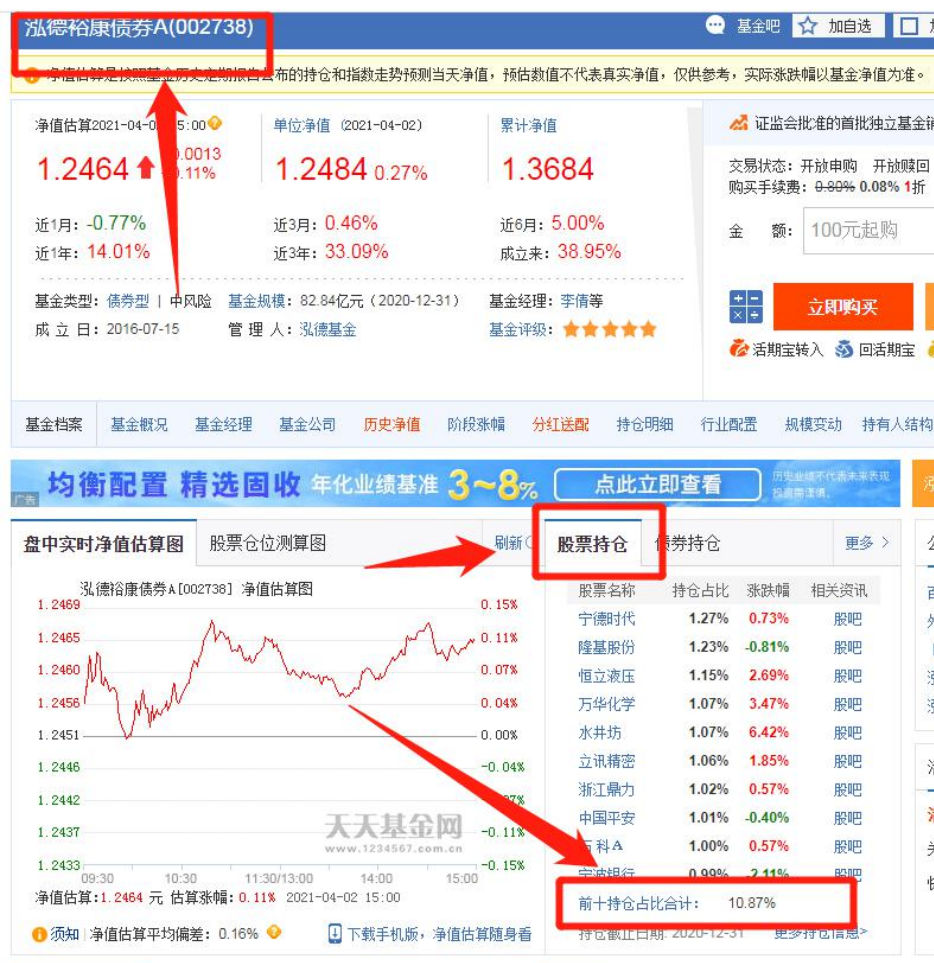 泓德裕康债券A(002738)
基金吧 加自选
净值估算是按照基金历史定期报告公布的持仓和指数走势预测当天净值，预估数值不代表真实净值，仅供参考，实际涨跌幅以基金净值为准。
净值估算2021-04-0 5:00 单位净值 (2021-04-02) 累计净值 证监会批准的首批独立基金销
1.2464 .0013 .11% 1.2484 0.27% 1.3684
交易状态：开放申购 开放赎回
购买手续费：0.80% 0.08% 1折
近1月：-0.77% 近3月：0.46% 近6月：5.00%
金 额：100元起购
近1年：14.01% 近3年：33.09% 成立来：38.95%
基金类型：债券型 | 中风险 基金规模：82.84亿元（2020-12-31） 基金经理：李倩等
立即购买
成 立 日：2016-07-15 管 理 人：泓德基金 基金评级：★★★★★
活期宝转入 回活期宝
基金档案 基金概况 基金经理 基金公司 历史净值 阶段涨幅 分红送配 持仓明细 行业配置 规模变动 持有人结构
广告 均衡配置 精选固收 年化业绩基准 3~8% 点此立即查看 历史业绩不代表未来表现
投资需谨慎。
盘中实时净值估算图 股票仓位测算图 刷新 股票持仓 债券持仓 更多 >
泓德裕康债券A[002738] 净值估算图
1.2469 0.15%
1.2465 0.11%
1.2460 0.07%
1.2456 0.04%
1.2451 0.00%
1.2446 -0.04%
1.2442
1.2437 -0.11%
1.2433 -0.15%
天天基金网
www.1234567.com.cn
09:30 10:30 11:30/13:00 14:00 15:00
净值估算:1.2464 元 估算涨幅: 0.11% 2021-04-02 15:00
须知 | 净值估算平均偏差：0.16% 下载手机版，净值估算随身看
股票名称 持仓占比 涨跌幅 相关资讯
宁德时代 1.27% 0.73% 股吧
隆基股份 1.23% -0.81% 股吧
恒立液压 1.15% 2.69% 股吧
万华化学 1.07% 3.47% 股吧
水井坊 1.07% 6.42% 股吧
立讯精密 1.06% 1.85% 股吧
浙江鼎力 1.02% 0.57% 股吧
中国平安 1.01% -0.40% 股吧
科A 1.00% 0.57% 股吧
宁波银行 0.99% -2.11% 股吧
前十持仓占比合计： 10.87%
持仓截止日期: 2020-12-31 更多持仓信息>